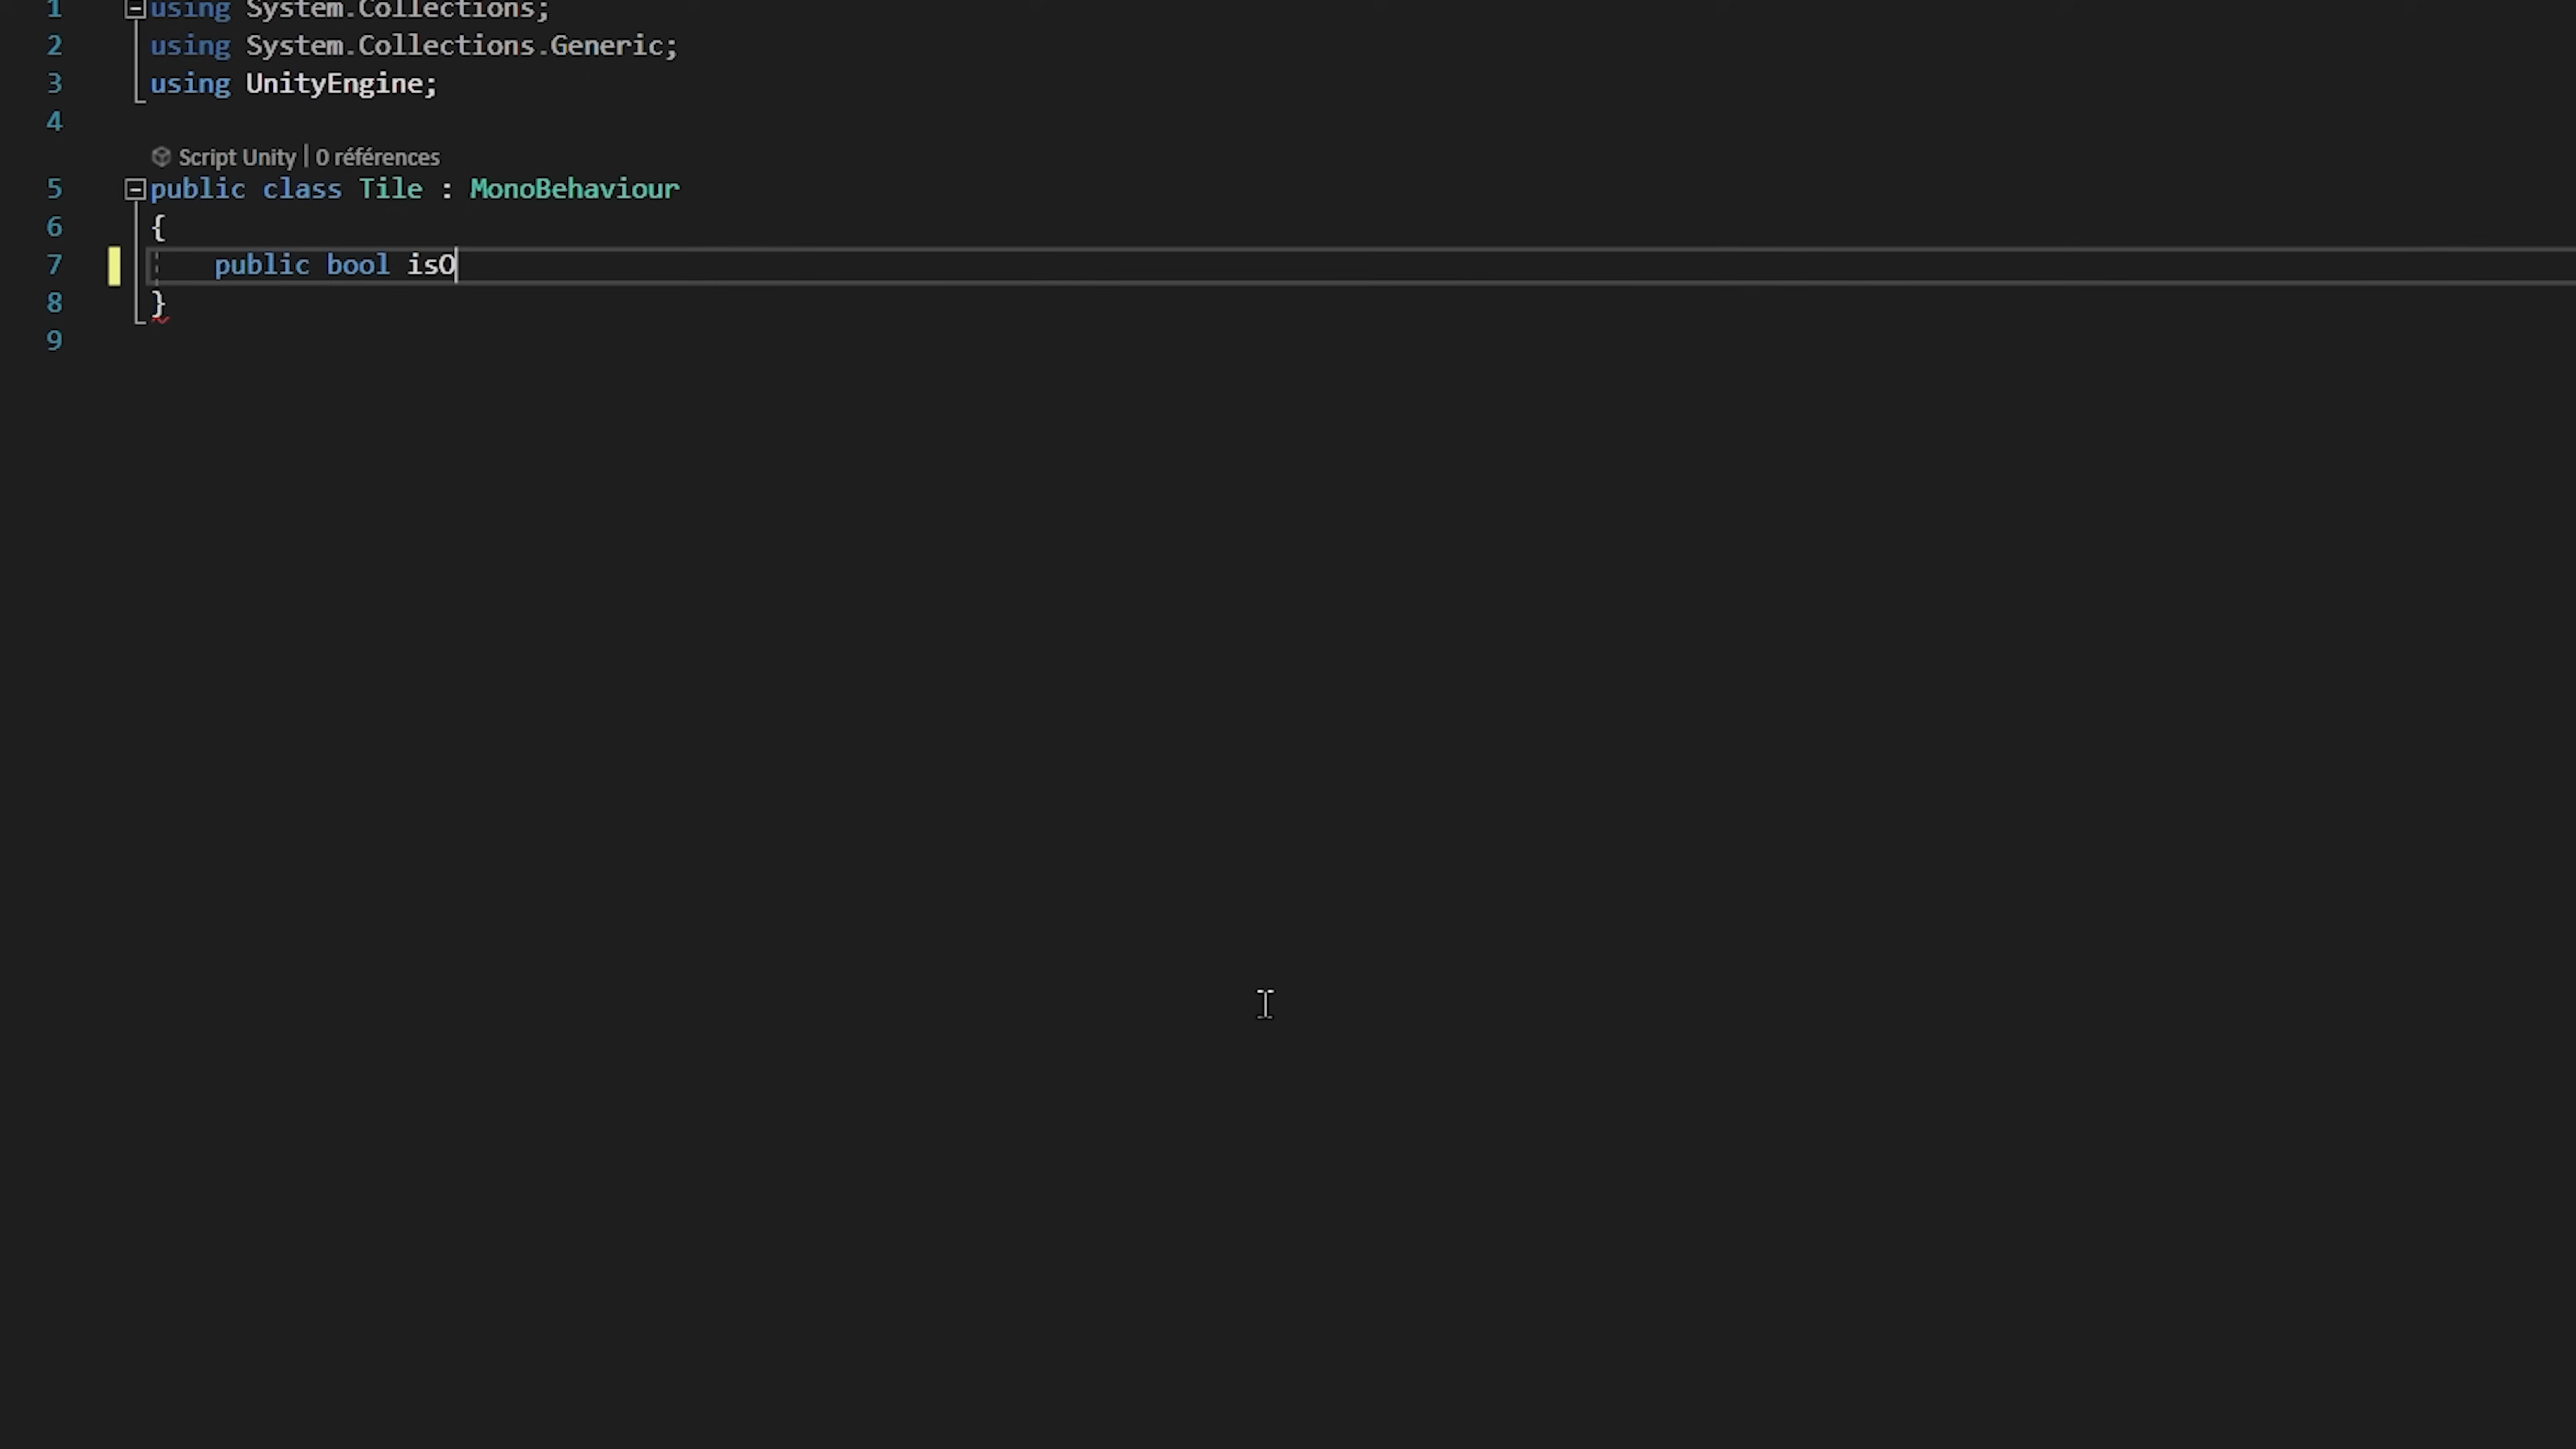 1 using System.Collections;
2 using System.Collections.Generic;
3 using UnityEngine;
4
Script Unity | 0 références
5 public class Tile : MonoBehaviour
6 {
7 public bool isO
8 }
9